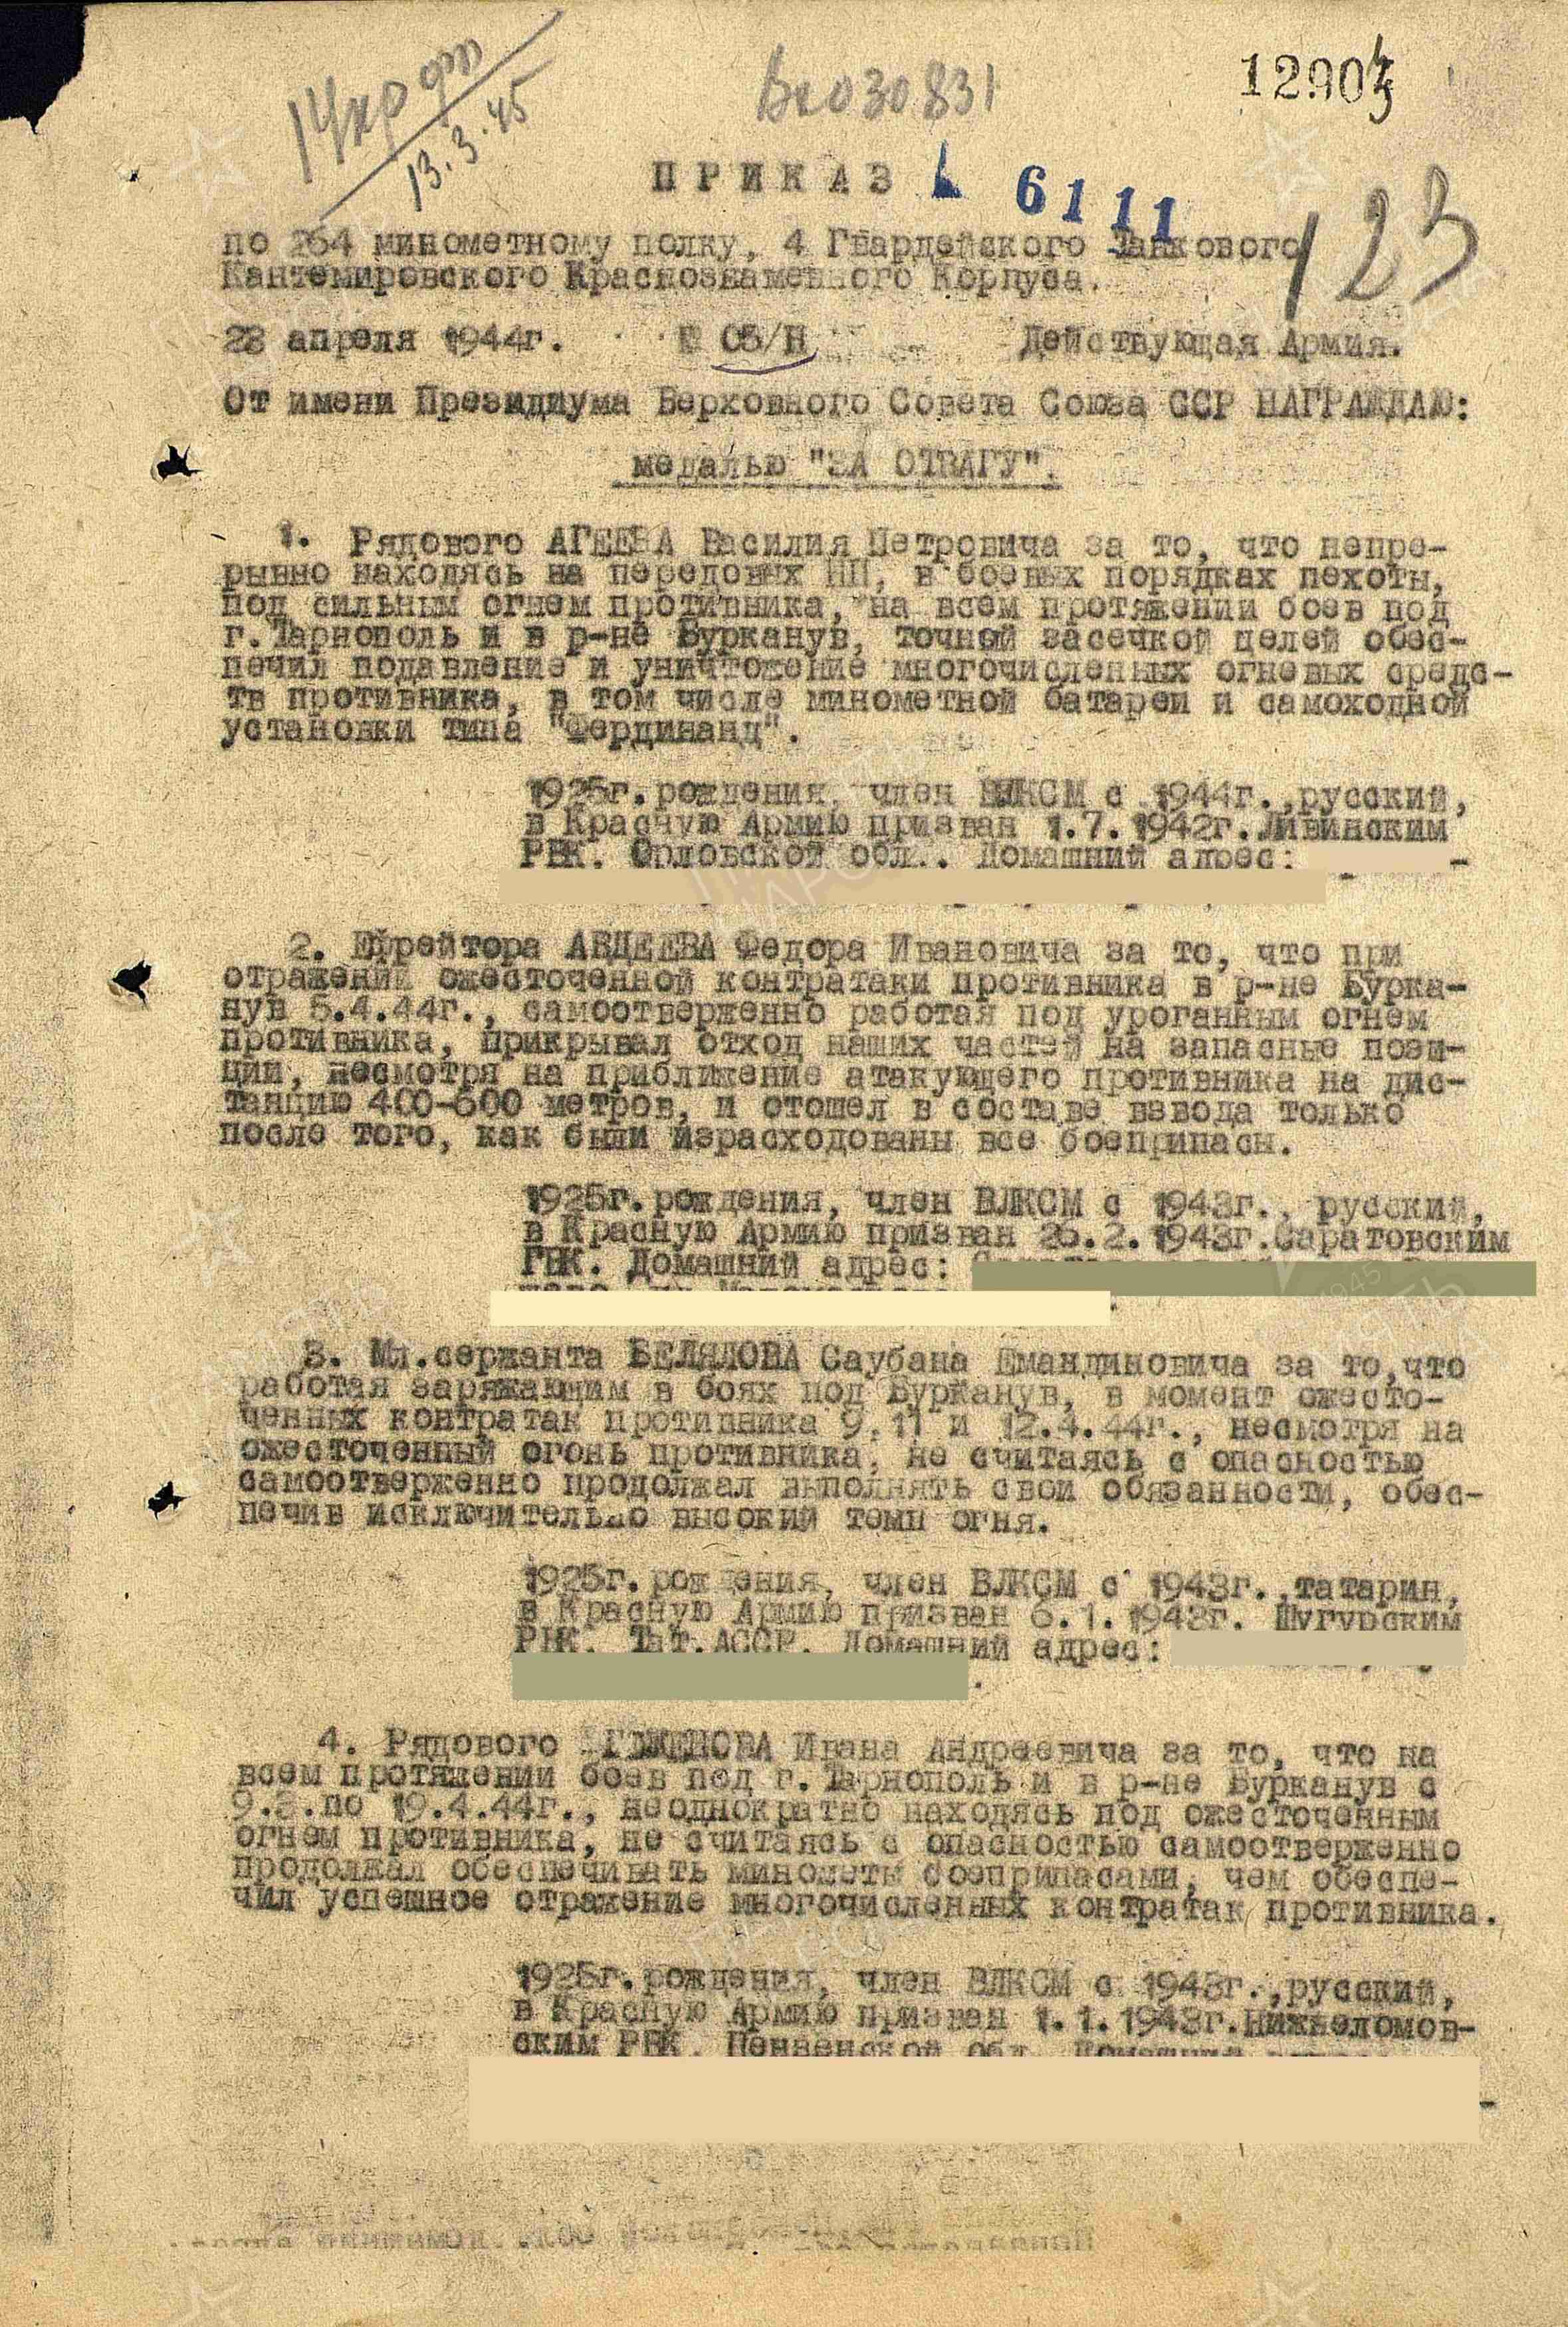 12903
Вх 030831
1 Укр фр
13.3.45
ПРИКАЗ
6111
123
по 264 минометному полку, 4 Гвардейского Танкового
Кантемировского Краснознаменного Корпуса.
28 апреля 1944г. № 05/Н Действующая Армия.
От имени Президиума Верховного Совета Союза ССР НАГРАЖДАЮ:
медалью "ЗА ОТВАГУ".
1. Рядового АГЕЕВА Василия Петровича за то, что непре-
рывно находясь на передовых НП, в боевых порядках пехоты,
под сильным огнем противника, на всем протяжении боев под
г.Тарнополь и в р-не Бурканув, точной засечкой целей обес-
печил подавление и уничтожение многочисленных огневых средс-
тв противника, в том числе минометной батареи и самоходной
установки типа "Фердинанд".
1925г.рождения, член ВЛКСМ с 1944г.,русский,
в Красную Армию призван 1.7.1942г.Ливинским
РВК. Орловской обл.. Домашний адрес:
2. Ефрейтора АВДЕЕВА Федора Ивановича за то, что при
отражении ожесточенной контратаки противника в р-не Бурка-
нув 5.4.44г., самоотверженно работая под уроганным огнем
противника, прикрывал отход наших частей на запасные пози-
ции, несмотря на приближение атакующего противника на дис-
танцию 400-600 метров, и отошел в составе взвода только
после того, как были израсходованы все боеприпасы.
1925г.рождения, член ВЛКСМ с 1943г., русский,
в Красную Армию призван 26.2.1943г.Саратовским
ГВК. Домашний адрес:
3. Мл.сержанта БЕЛЯЛОВА Саубана Емандиновича за то,что
работая заряжающим в боях под Бурканув, в момент ожесто-
ченных контратак противника 9.11 и 12.4.44г., несмотря на
ожесточенный огонь противника, не считаясь с опасностью
самоотверженно продолжал выполнять свои обязанности, обес-
печив исключительно высокий темп огня.
1925г.рождения, член ВЛКСМ с 1943г.,татарин,
в Красную Армию призван 6.1.1943г. Шугурским
РВК. Тат.АССР. Домашний адрес:
4. Рядового Ивана Андреевича за то, что на
всем протяжении боев под г.Тарнополь и в р-не Бурканув с
9.3.по 19.4.44г., неоднократно находясь под ожесточенным
огнем противника, не считаясь с опасностью самоотверженно
продолжал обеспечивать минометы боеприпасами, чем обеспе-
чил успешное отражение многочисленных контратак противника.
1925г.рождения, член ВЛКСМ с 1943г.,русский,
в Красную Армию призван 1.1.1943г.Нижнеломов-
ским РВК. Пензенской обл.